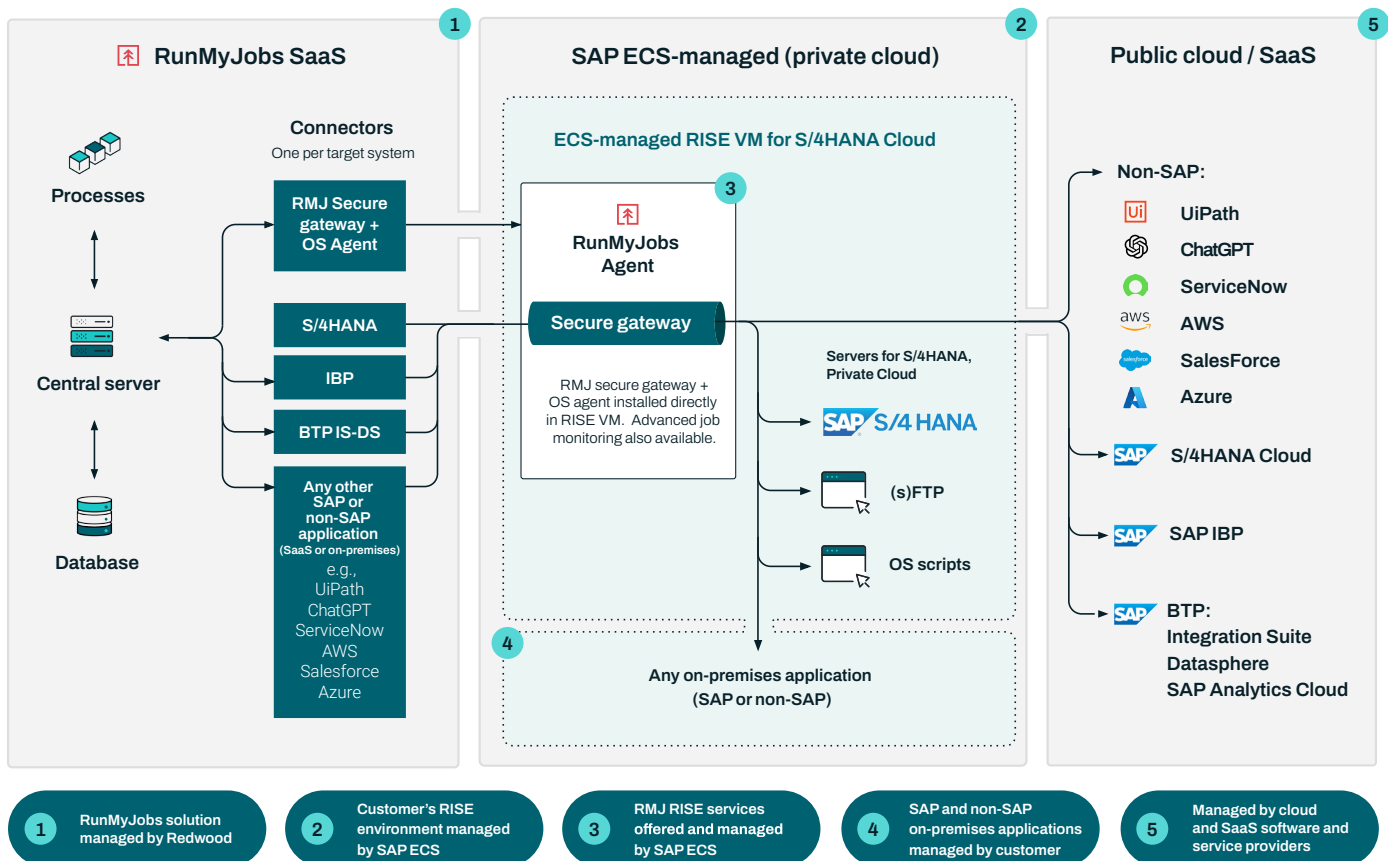 1
RunMyJobs SaaS
Connectors
One per target system
Processes
Central server
Database
RMJ Secure
gateway +
OS Agent
S/4HANA
IBP
BTP IS-DS
Any other
SAP or
non-SAP
application
(SaaS or on-premises)
e.g.,
UiPath
ChatGPT
ServiceNow
AWS
Salesforce
Azure
2
SAP ECS-managed (private cloud)
ECS-managed RISE VM for S/4HANA Cloud
3
RunMyJobs
Agent
Secure gateway
RMJ secure gateway +
OS agent installed directly
in RISE VM. Advanced job
monitoring also available.
Servers for S/4HANA,
Private Cloud
SAP S/4 HANA
(s)FTP
OS scripts
4
Any on-premises application
(SAP or non-SAP)
5
Public cloud / SaaS
Non-SAP:
Ui UiPath
ChatGPT
ServiceNow
aws AWS
salesforce SalesForce
Azure
SAP S/4HANA Cloud
SAP SAP IBP
SAP BTP:
Integration Suite
Datasphere
SAP Analytics Cloud
1 RunMyJobs solution
managed by Redwood
2 Customer's RISE
environment managed
by SAP ECS
3 RMJ RISE services
offered and managed
by SAP ECS
4 SAP and non-SAP
on-premises applications
managed by customer
5 Managed by cloud
and SaaS software and
service providers